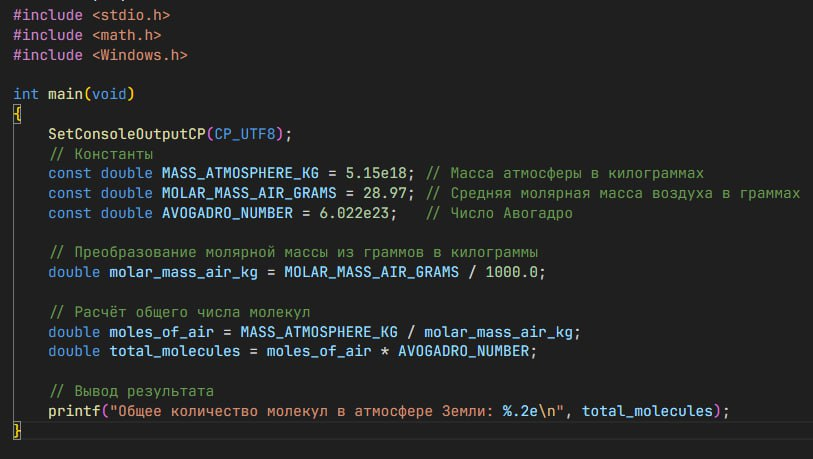 #include <stdio.h>
#include <math.h>
#include <Windows.h>
int main(void)
{
SetConsoleOutputCP(CP_UTF8);
// Константы
const double MASS_ATMOSPHERE_KG = 5.15e18; // Масса атмосферы в килограммах
const double MOLAR_MASS_AIR_GRAMS = 28.97; // Средняя молярная масса воздуха в граммах
const double AVOGADRO_NUMBER = 6.022e23; // Число Авогадро
// Преобразование молярной массы из граммов в килограммы
double molar_mass_air_kg = MOLAR_MASS_AIR_GRAMS / 1000.0;
// Расчёт общего числа молекул
double moles_of_air = MASS_ATMOSPHERE_KG / molar_mass_air_kg;
double total_molecules = moles_of_air * AVOGADRO_NUMBER;
// Вывод результата
printf("Общее количество молекул в атмосфере Земли: %.2e\n", total_molecules);
}